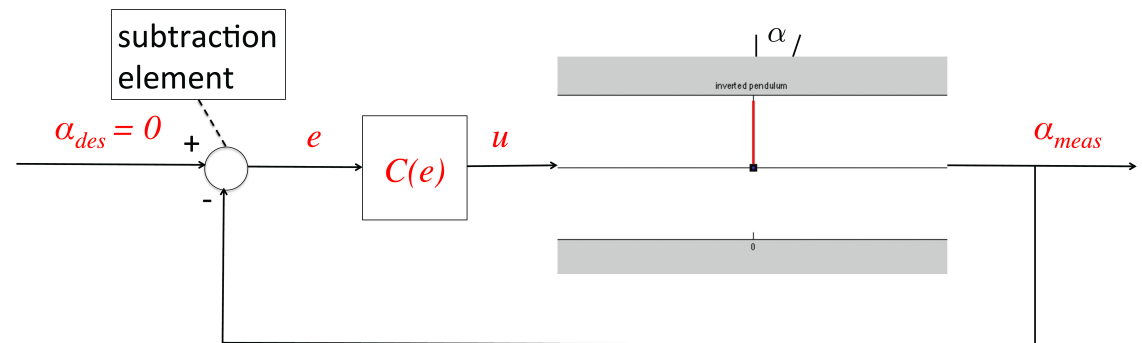 α
subtraction
element
inverted pendulum
α_des = 0
+
e
u
α_meas
C(e)
-
0